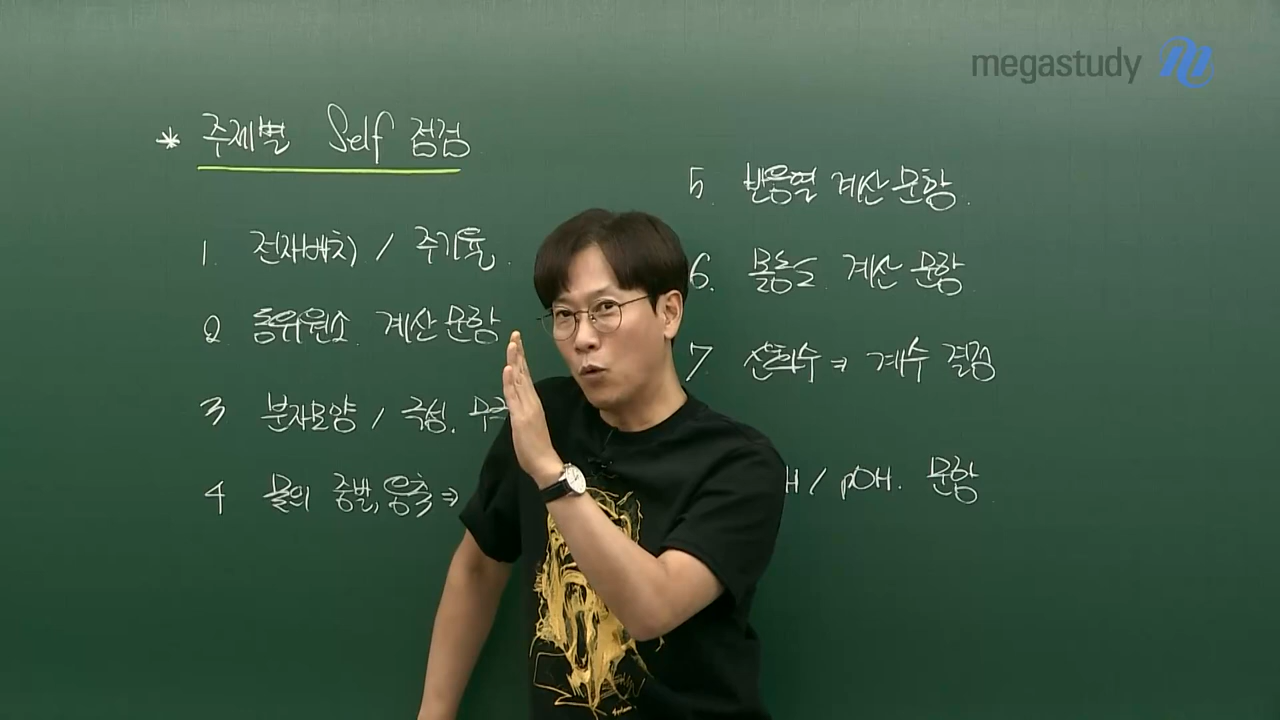 megastudy
* 주제별 Self 점검
1. 전자배치 / 주기율.
2. 동위원소. 계산 문항
3 분자모양 / 극성. 무극
4 물의 증발, 응축 ⇒
5. 반응열 계산 문항.
6. 몰농도 계산 문항
7 산화수 ⇒ 계수 결정
H / pOH. 문항